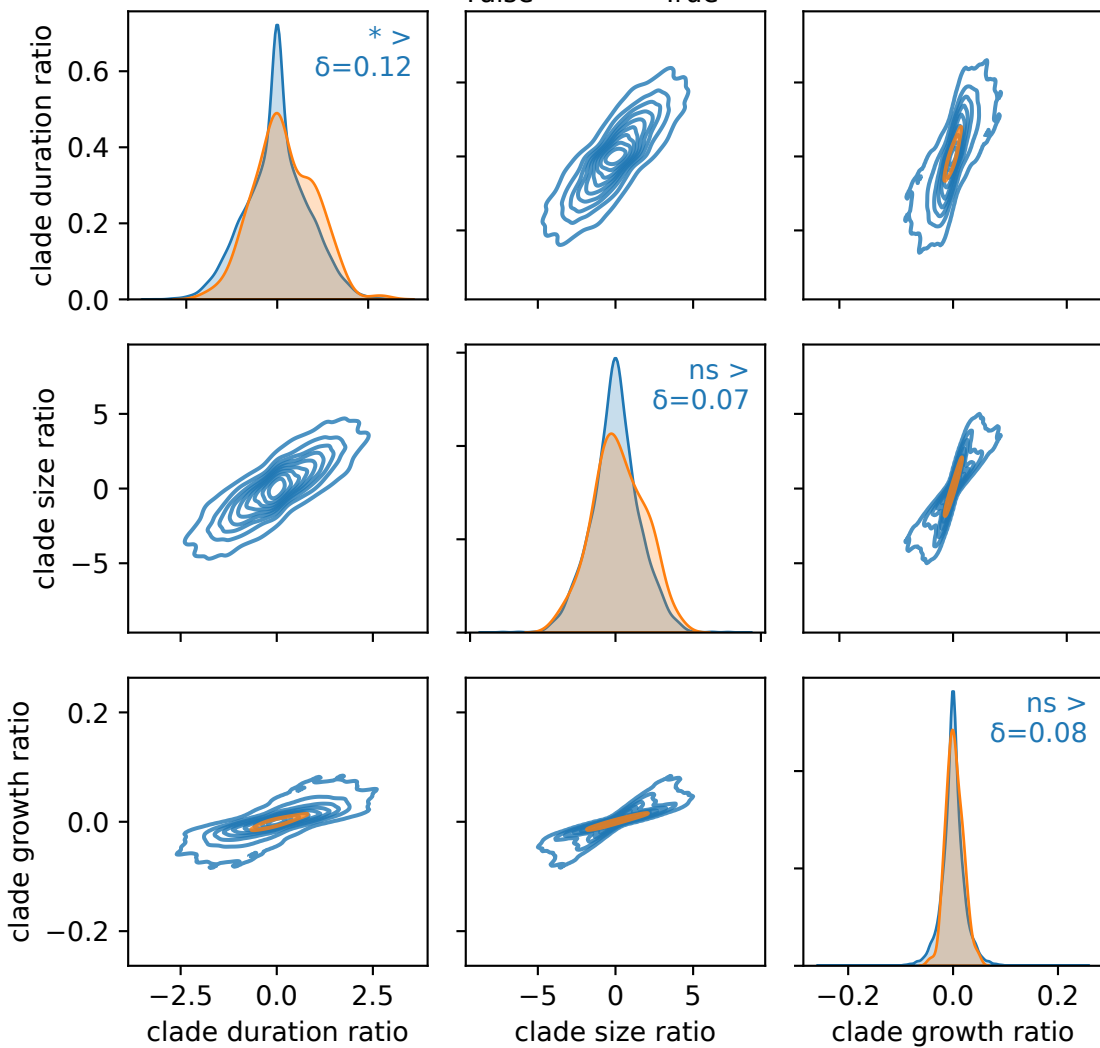 clade duration ratio
0.6
0.4
0.2
0.0
* >
δ=0.12
clade size ratio
5
0
−5
ns >
δ=0.07
clade growth ratio
0.2
0.0
−0.2
ns >
δ=0.08
−2.5 0.0 2.5
−5 0 5
−0.2 0.0 0.2
clade duration ratio
clade size ratio
clade growth ratio